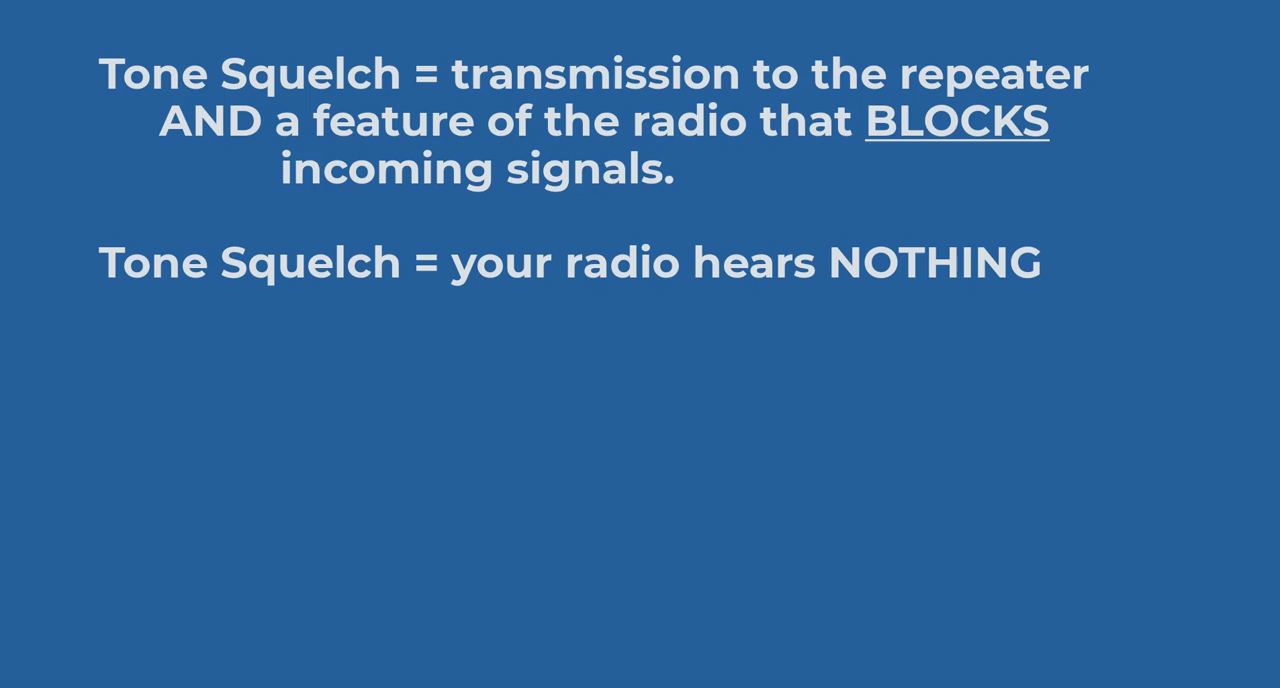 Tone Squelch = transmission to the repeater
AND a feature of the radio that BLOCKS
incoming signals.
Tone Squelch = your radio hears NOTHING